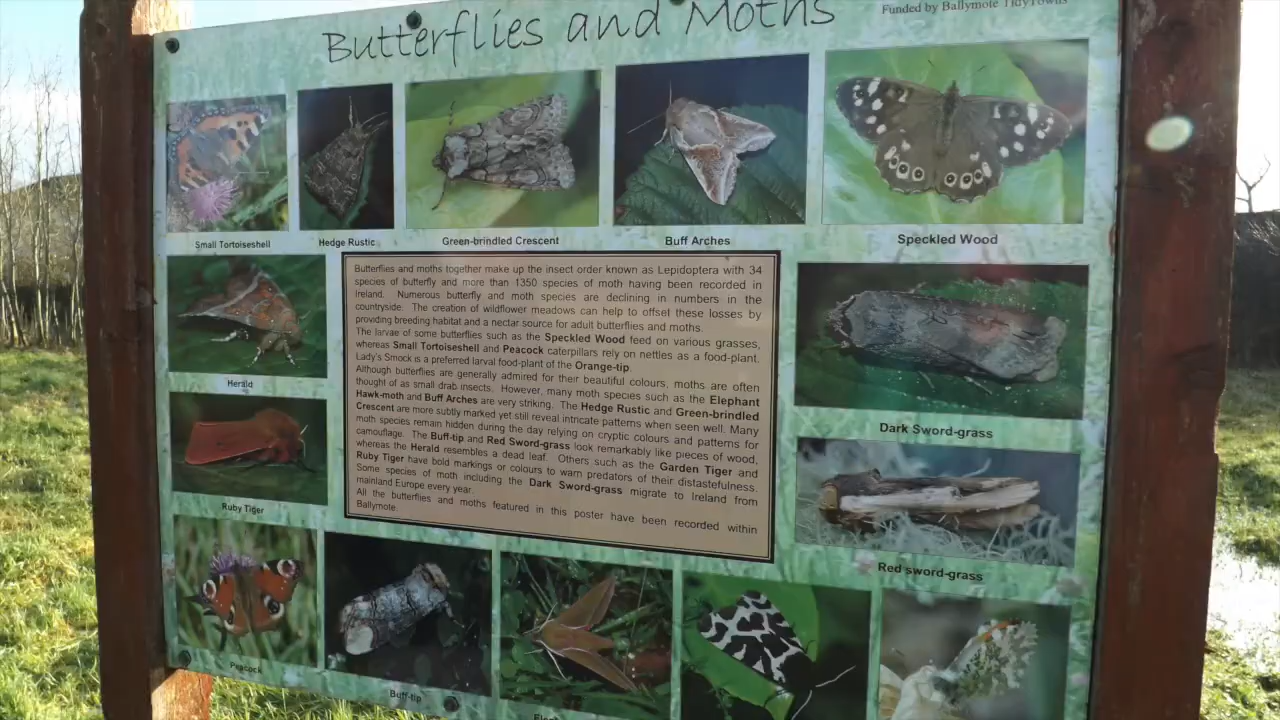 Butterflies and Moths
Funded by Ballymote TidyTowns
Small Tortoiseshell
Hedge Rustic
Green-brindled Crescent
Buff Arches
Speckled Wood
Butterflies and moths together make up the insect order known as Lepidoptera with 34
species of butterfly and more than 1350 species of moth having been recorded in
Ireland. Numerous butterfly and moth species are declining in numbers in the
countryside. The creation of wildflower meadows can help to offset these losses by
providing breeding habitat and a nectar source for adult butterflies and moths.
The larvae of some butterflies such as the Speckled Wood feed on various grasses,
whereas Small Tortoiseshell and Peacock caterpillars rely on nettles as a food-plant.
Lady's Smock is a preferred larval food-plant of the Orange-tip.
Although butterflies are generally admired for their beautiful colours, moths are often
thought of as small drab insects. However, many moth species such as the Elephant
Hawk-moth and Buff Arches are very striking. The Hedge Rustic and Green-brindled
Crescent are more subtly marked yet still reveal intricate patterns when seen well. Many
moth species remain hidden during the day relying on cryptic colours and patterns for
camouflage. The Buff-tip and Red Sword-grass look remarkably like pieces of wood,
whereas the Herald resembles a dead leaf. Others such as the Garden Tiger and
Ruby Tiger have bold markings or colours to warn predators of their distastefulness.
Some species of moth including the Dark Sword-grass migrate to Ireland from
mainland Europe every year.
All the butterflies and moths featured in this poster have been recorded within
Ballymote.
Herald
Dark Sword-grass
Ruby Tiger
Red sword-grass
Peacock
Buff-tip